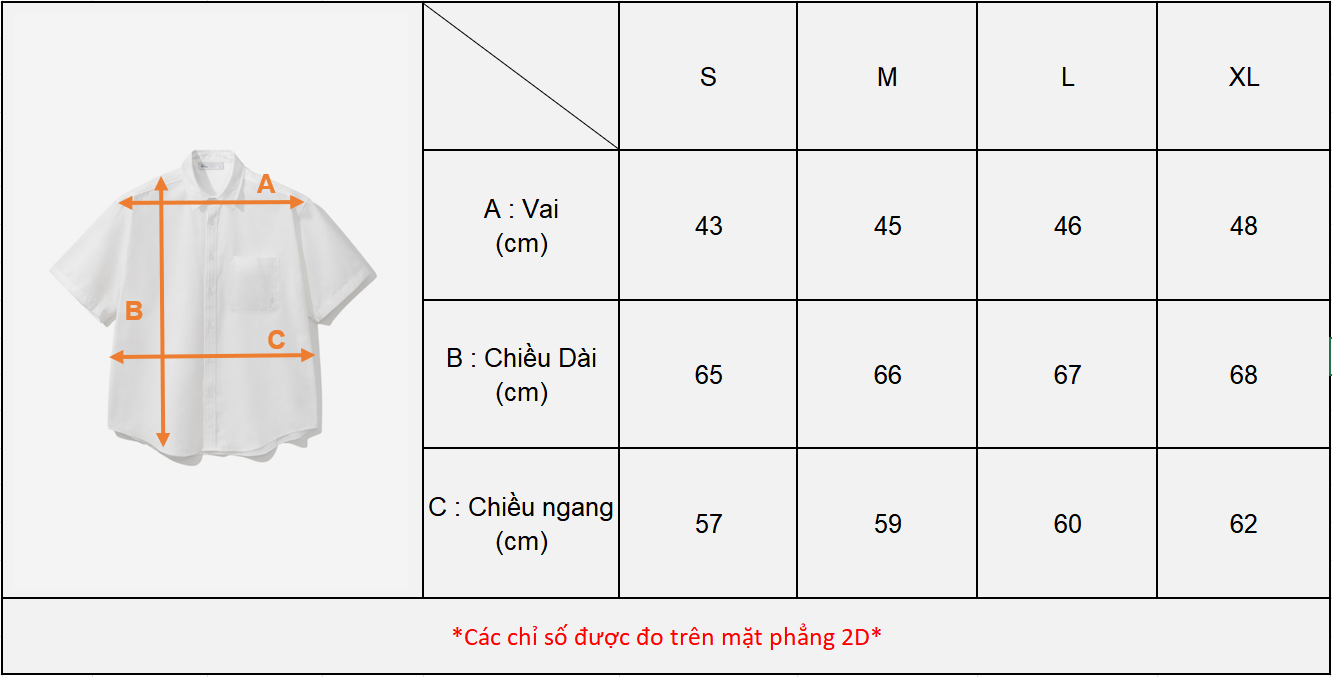 S M L XL
A
B
C
A : Vai
(cm)
43 45 46 48
B : Chiều Dài
(cm)
65 66 67 68
C : Chiều ngang
(cm)
57 59 60 62
*Các chỉ số được đo trên mặt phẳng 2D*